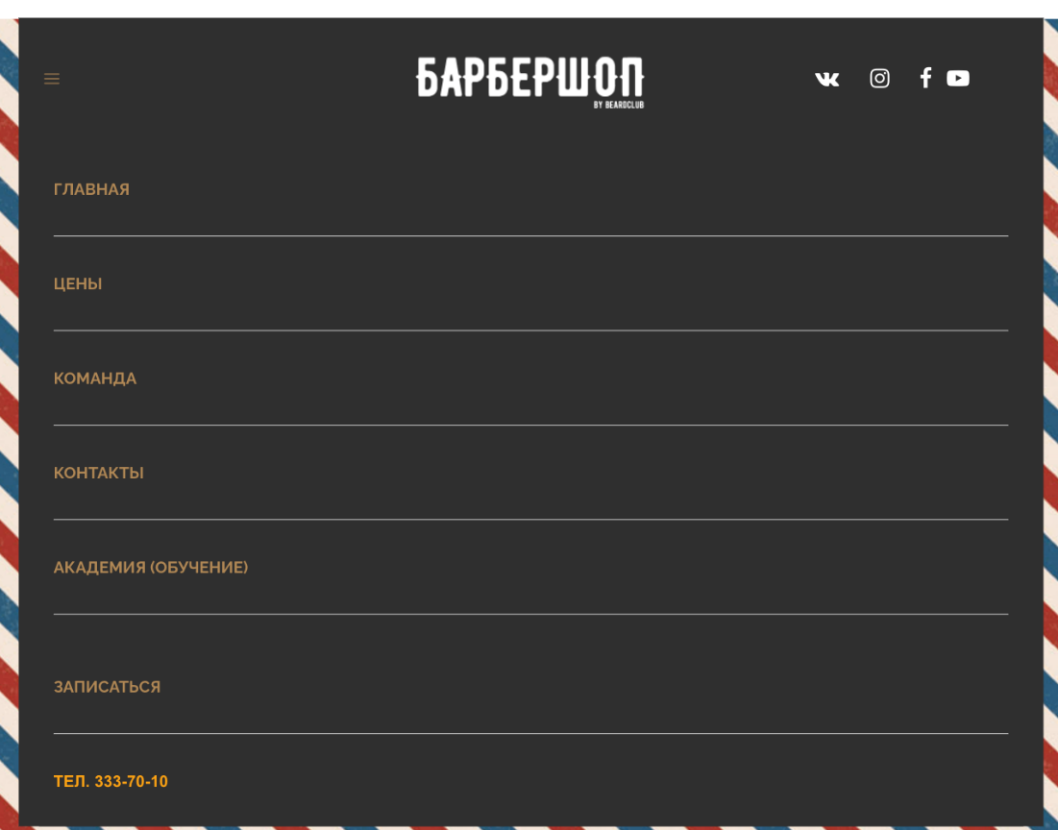 БАРБЕРШОП
BY BEARDCLUB
ГЛАВНАЯ
ЦЕНЫ
КОМАНДА
КОНТАКТЫ
АКАДЕМИЯ (ОБУЧЕНИЕ)
ЗАПИСАТЬСЯ
ТЕЛ. 333-70-10